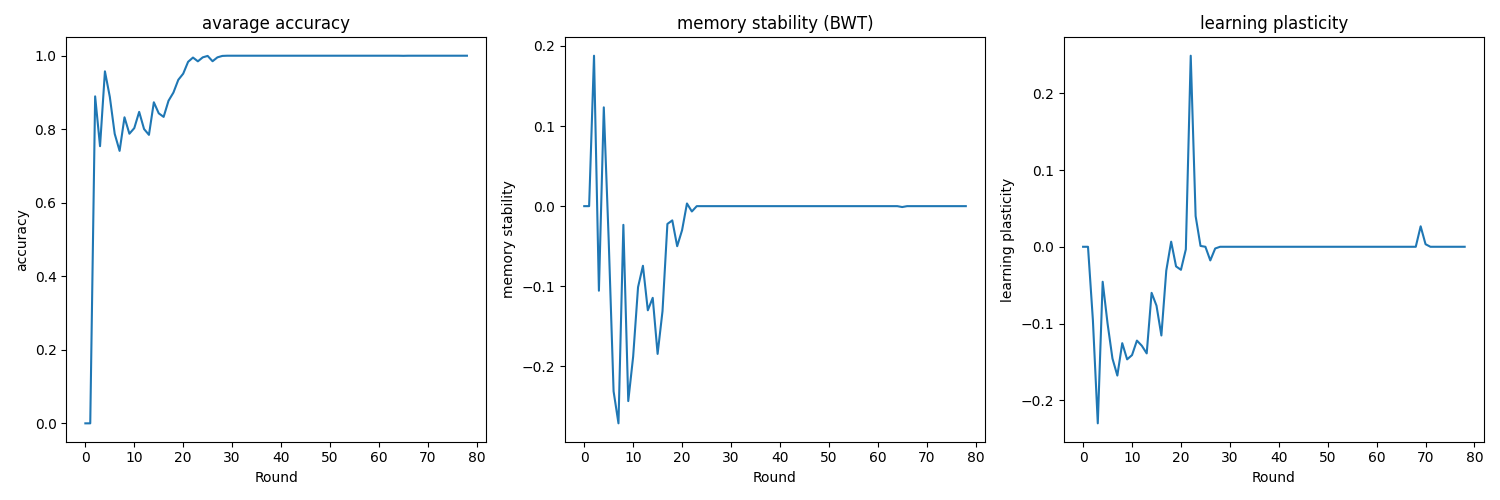 avarage accuracy
accuracy
1.0
0.8
0.6
0.4
0.2
0.0
0 10 20 30 40 50 60 70 80
Round
memory stability (BWT)
memory stability
0.2
0.1
0.0
−0.1
−0.2
0 10 20 30 40 50 60 70 80
Round
learning plasticity
learning plasticity
0.2
0.1
0.0
−0.1
−0.2
0 10 20 30 40 50 60 70 80
Round